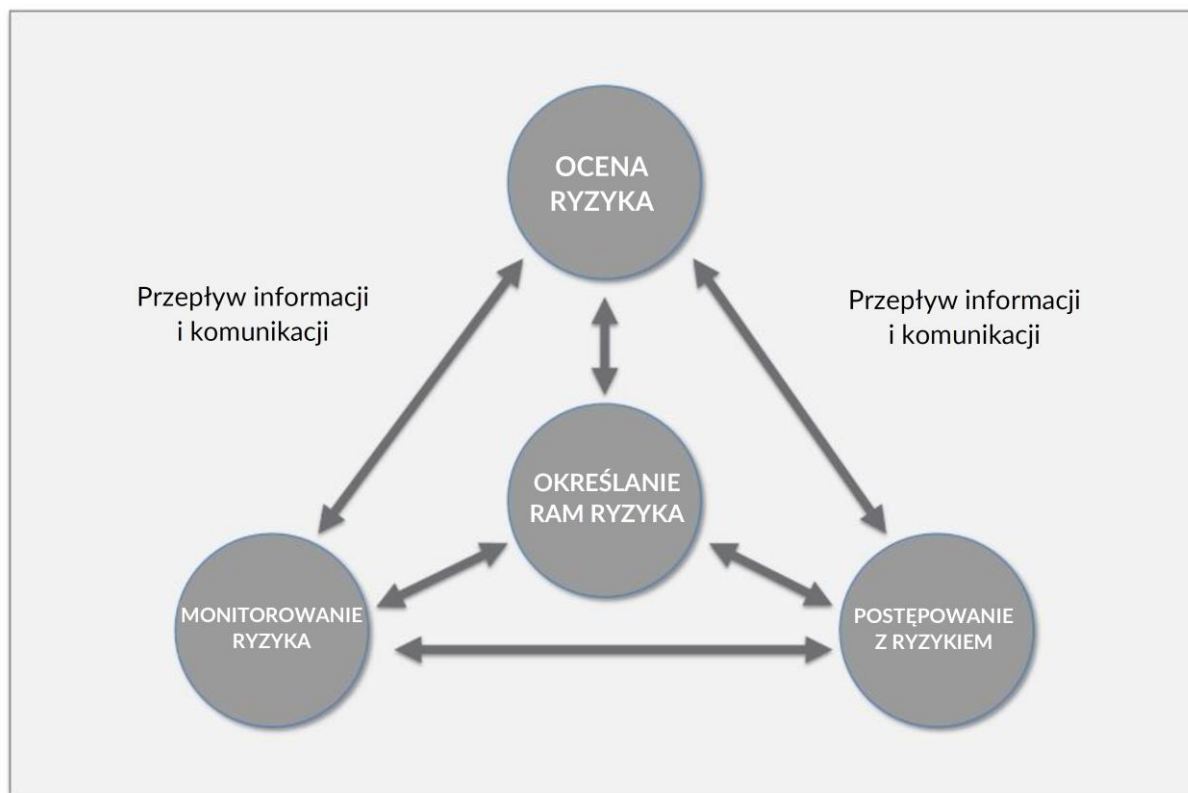 OCENA
RYZYKA
Przepływ informacji
i komunikacji
Przepływ informacji
i komunikacji
OKREŚLANIE
RAM RYZYKA
MONITOROWANIE
RYZYKA
POSTĘPOWANIE
Z RYZYKIEM